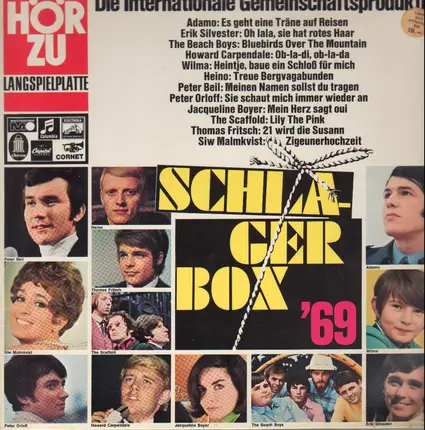 HÖR
ZU
LANGSPIELPLATTE
Die internationale Gemeinschaftsproduktion
Adamo: Es geht eine Träne auf Reisen
Erik Silvester: Oh lala, sie hat rotes Haar
The Beach Boys: Bluebirds Over The Mountain
Howard Carpendale: Ob-la-di, ob-la-da
Wilma: Heintje, baue ein Schloß für mich
Heino: Treue Bergvagabunden
Peter Beil: Meinen Namen sollst du tragen
Peter Orloff: Sie schaut mich immer wieder an
Jacqueline Boyer: Mein Herz sagt oui
The Scaffold: Lily The Pink
Thomas Fritsch: 21 wird die Susann
Siw Malmkvist: Zigeunerhochzeit
Columbia
Odeon
Capitol
CORNET
SCHLA-
GER
BOX
'69
Peter Beil
Heino
Thomas Fritsch
Adamo
Siw Malmkvist
The Scaffold
Wilma
Peter Orloff
Howard Carpendale
Jacqueline Boyer
The Beach Boys
Erik Silvester